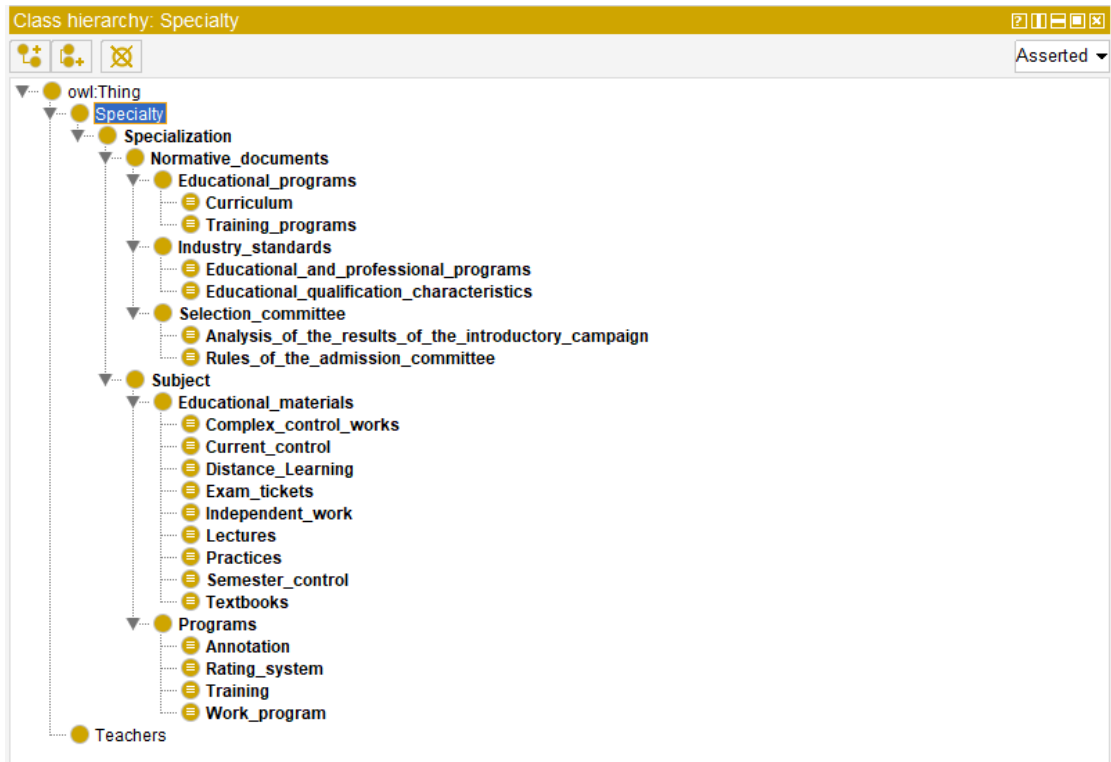 Class hierarchy: Specialty
Asserted
owl:Thing
Specialty
Specialization
Normative_documents
Educational_programs
Curriculum
Training_programs
Industry_standards
Educational_and_professional_programs
Educational_qualification_characteristics
Selection_committee
Analysis_of_the_results_of_the_introductory_campaign
Rules_of_the_admission_committee
Subject
Educational_materials
Complex_control_works
Current_control
Distance_Learning
Exam_tickets
Independent_work
Lectures
Practices
Semester_control
Textbooks
Programs
Annotation
Rating_system
Training
Work_program
Teachers